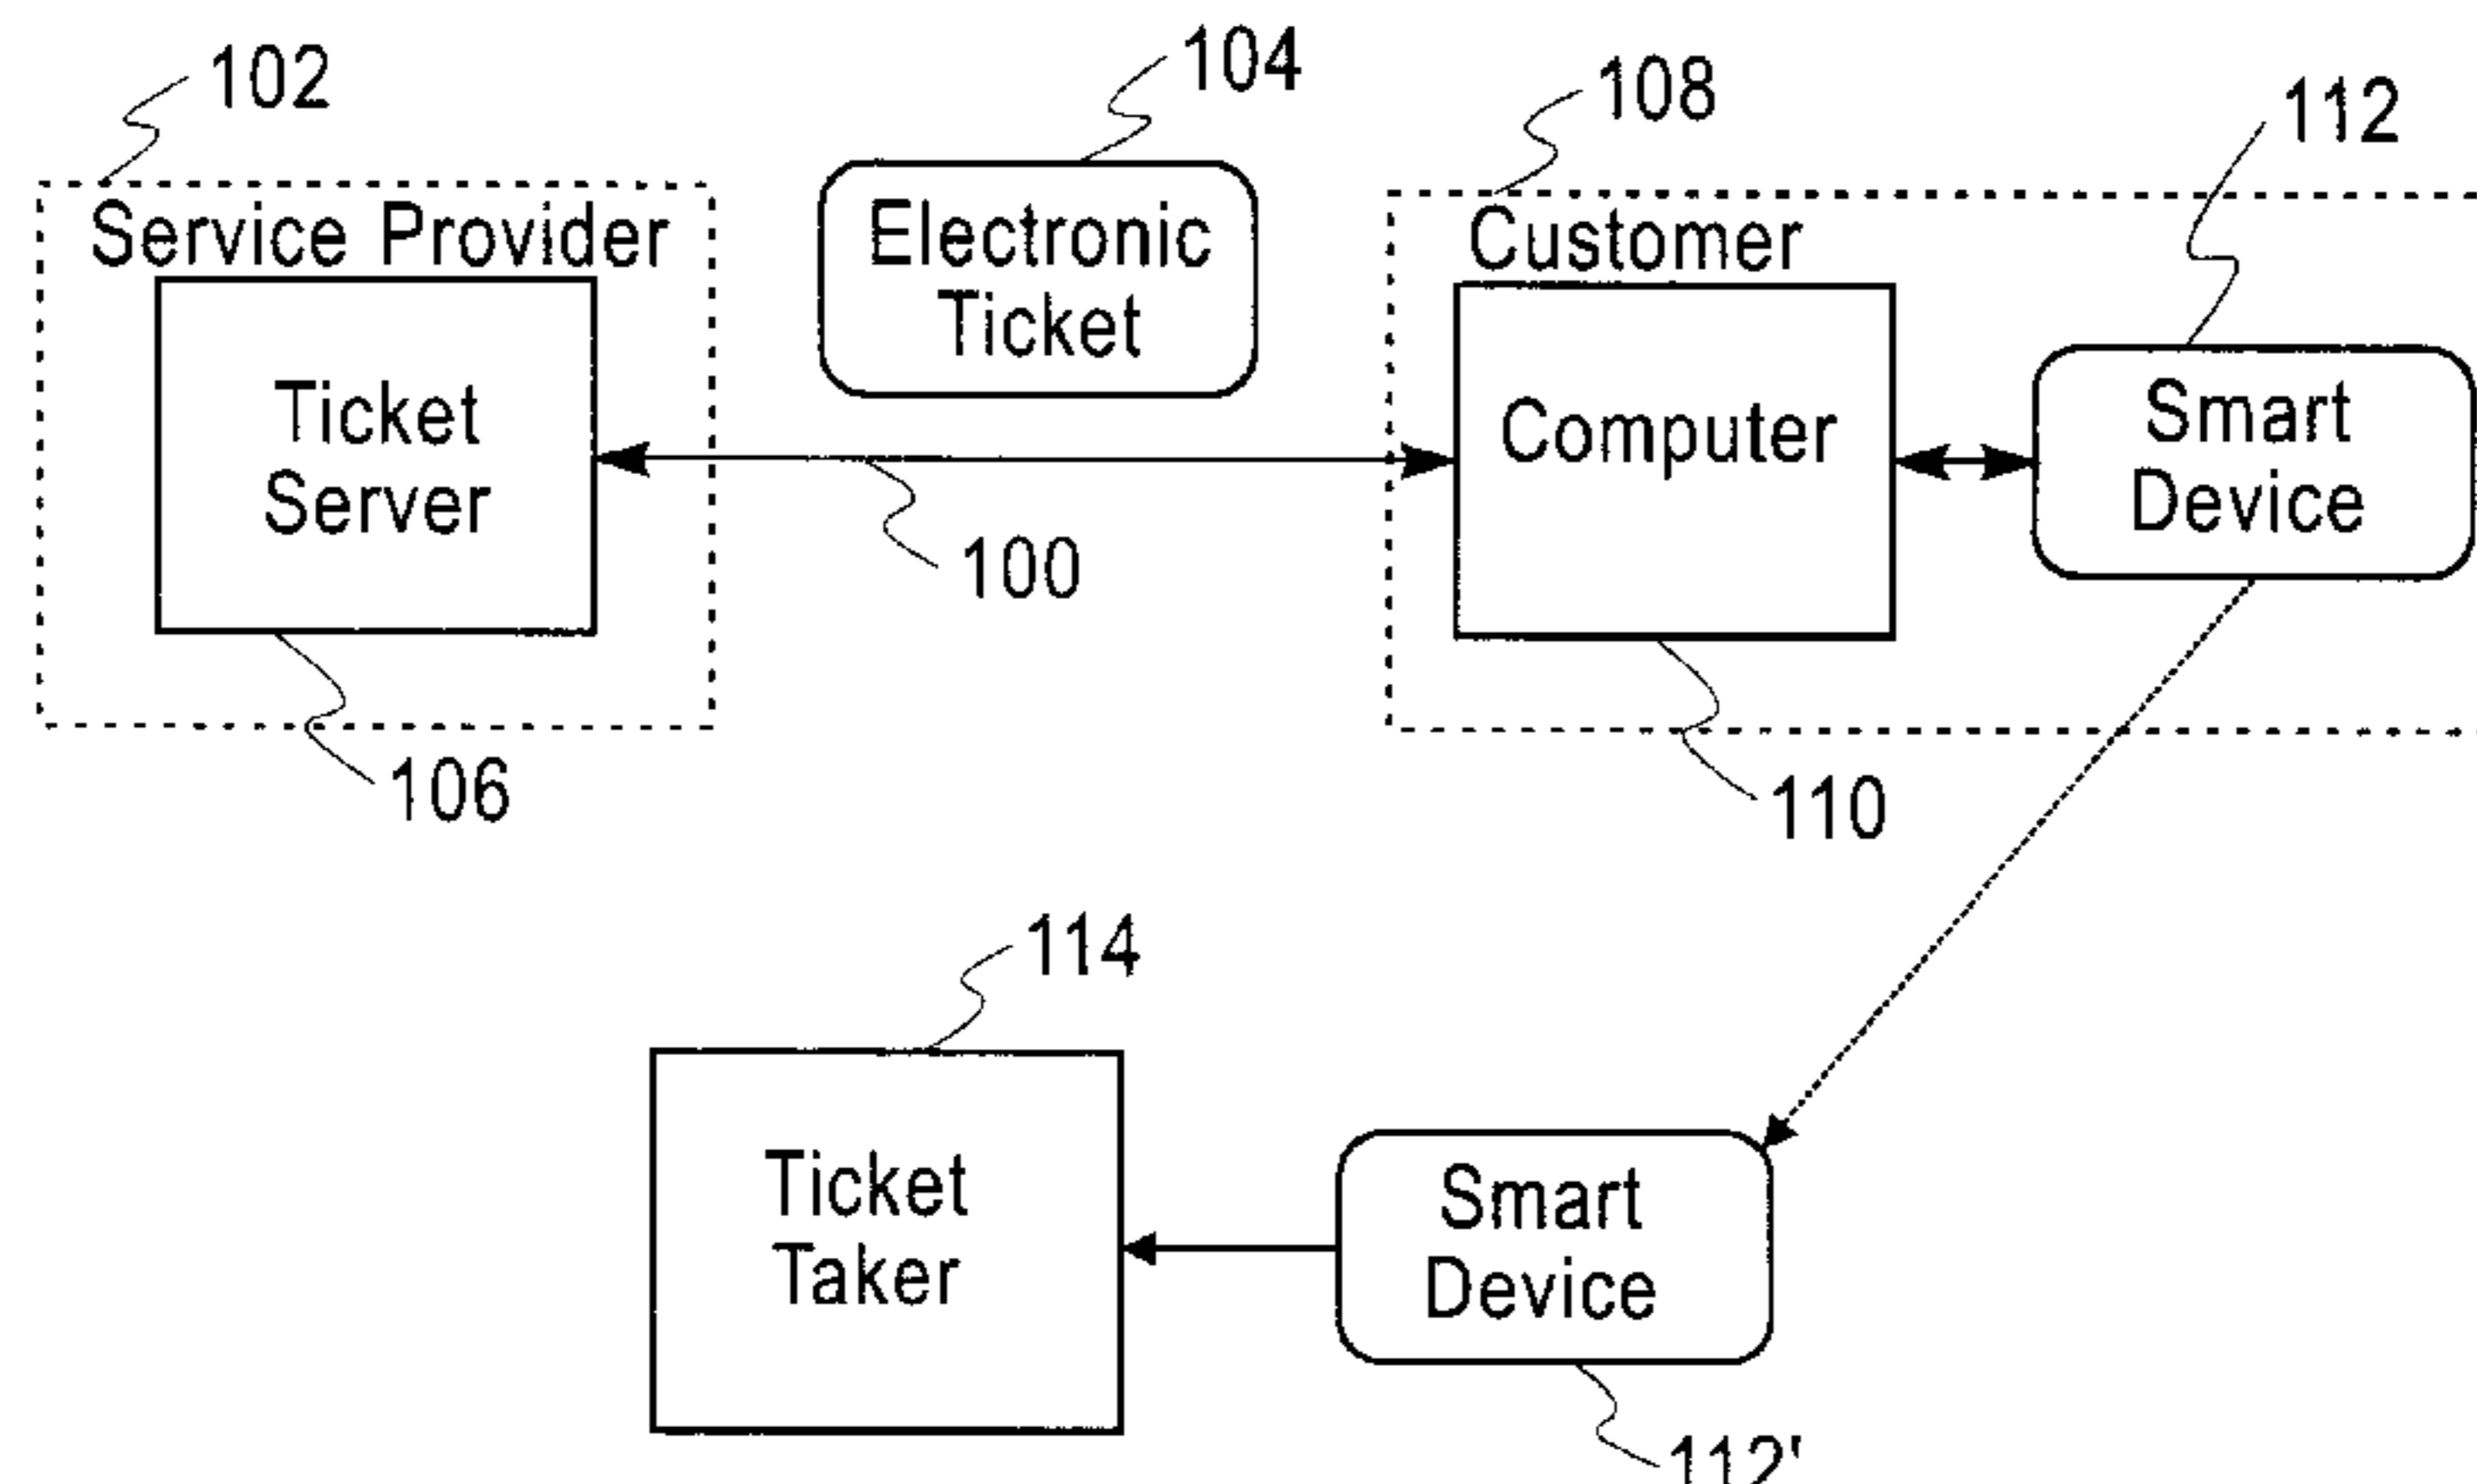 102
104
108
112
Service Provider
Electronic
Ticket
Customer
Ticket
Server
Computer
Smart
Device
100
106
110
114
Ticket
Taker
Smart
Device
112'